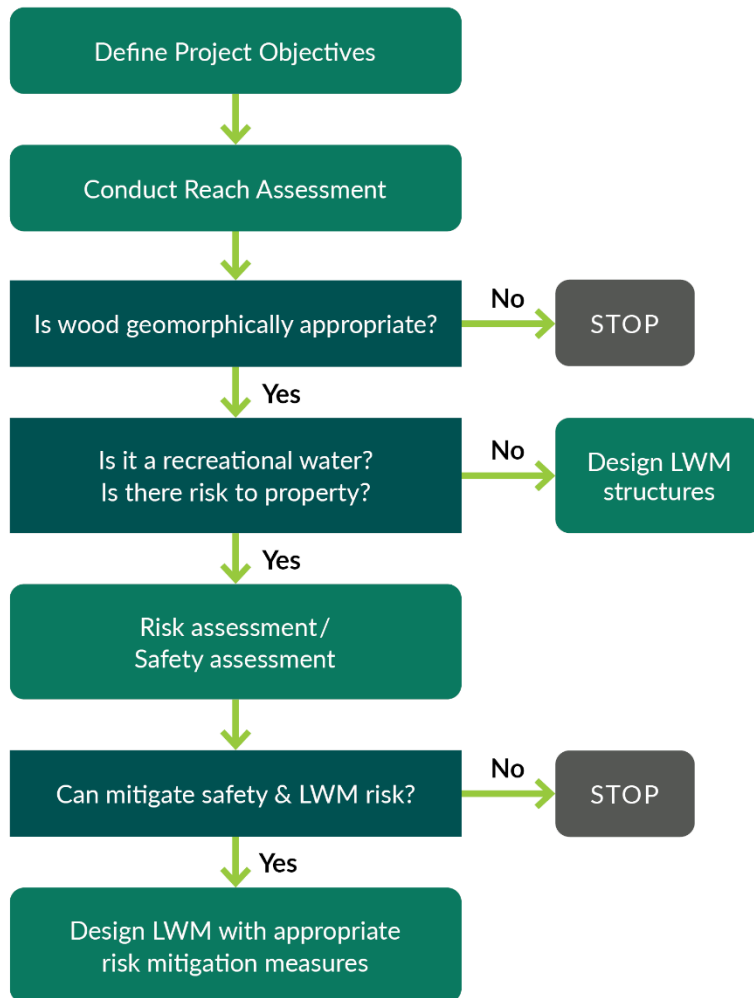 Define Project Objectives
Conduct Reach Assessment
Is wood geomorphically appropriate?
No
STOP
Yes
Is it a recreational water?
Is there risk to property?
No
Design LWM
structures
Yes
Risk assessment/
Safety assessment
Can mitigate safety & LWM risk?
No
STOP
Yes
Design LWM with appropriate
risk mitigation measures